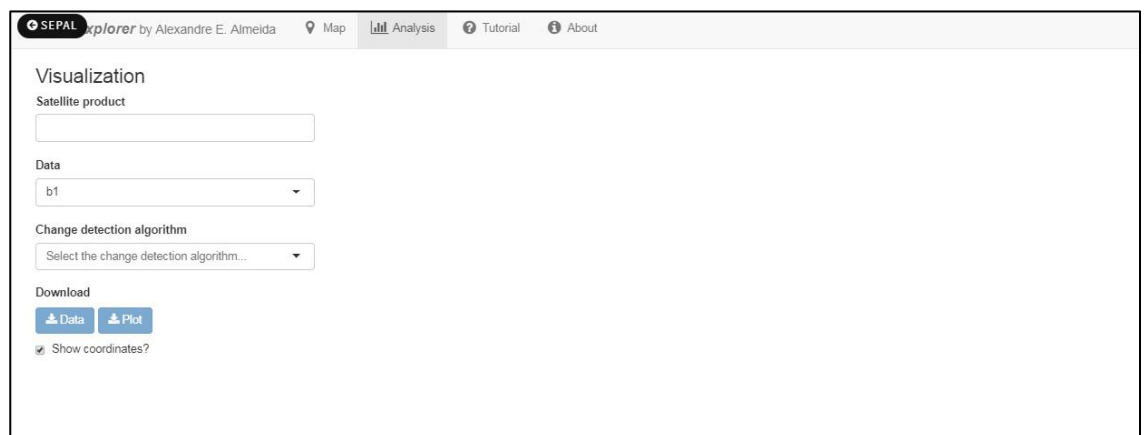 SEPAL xplorer by Alexandre E. Almeida Map Analysis Tutorial About
Visualization
Satellite product
Data
b1
Change detection algorithm
Select the change detection algorithm...
Download
Data Plot
Show coordinates?